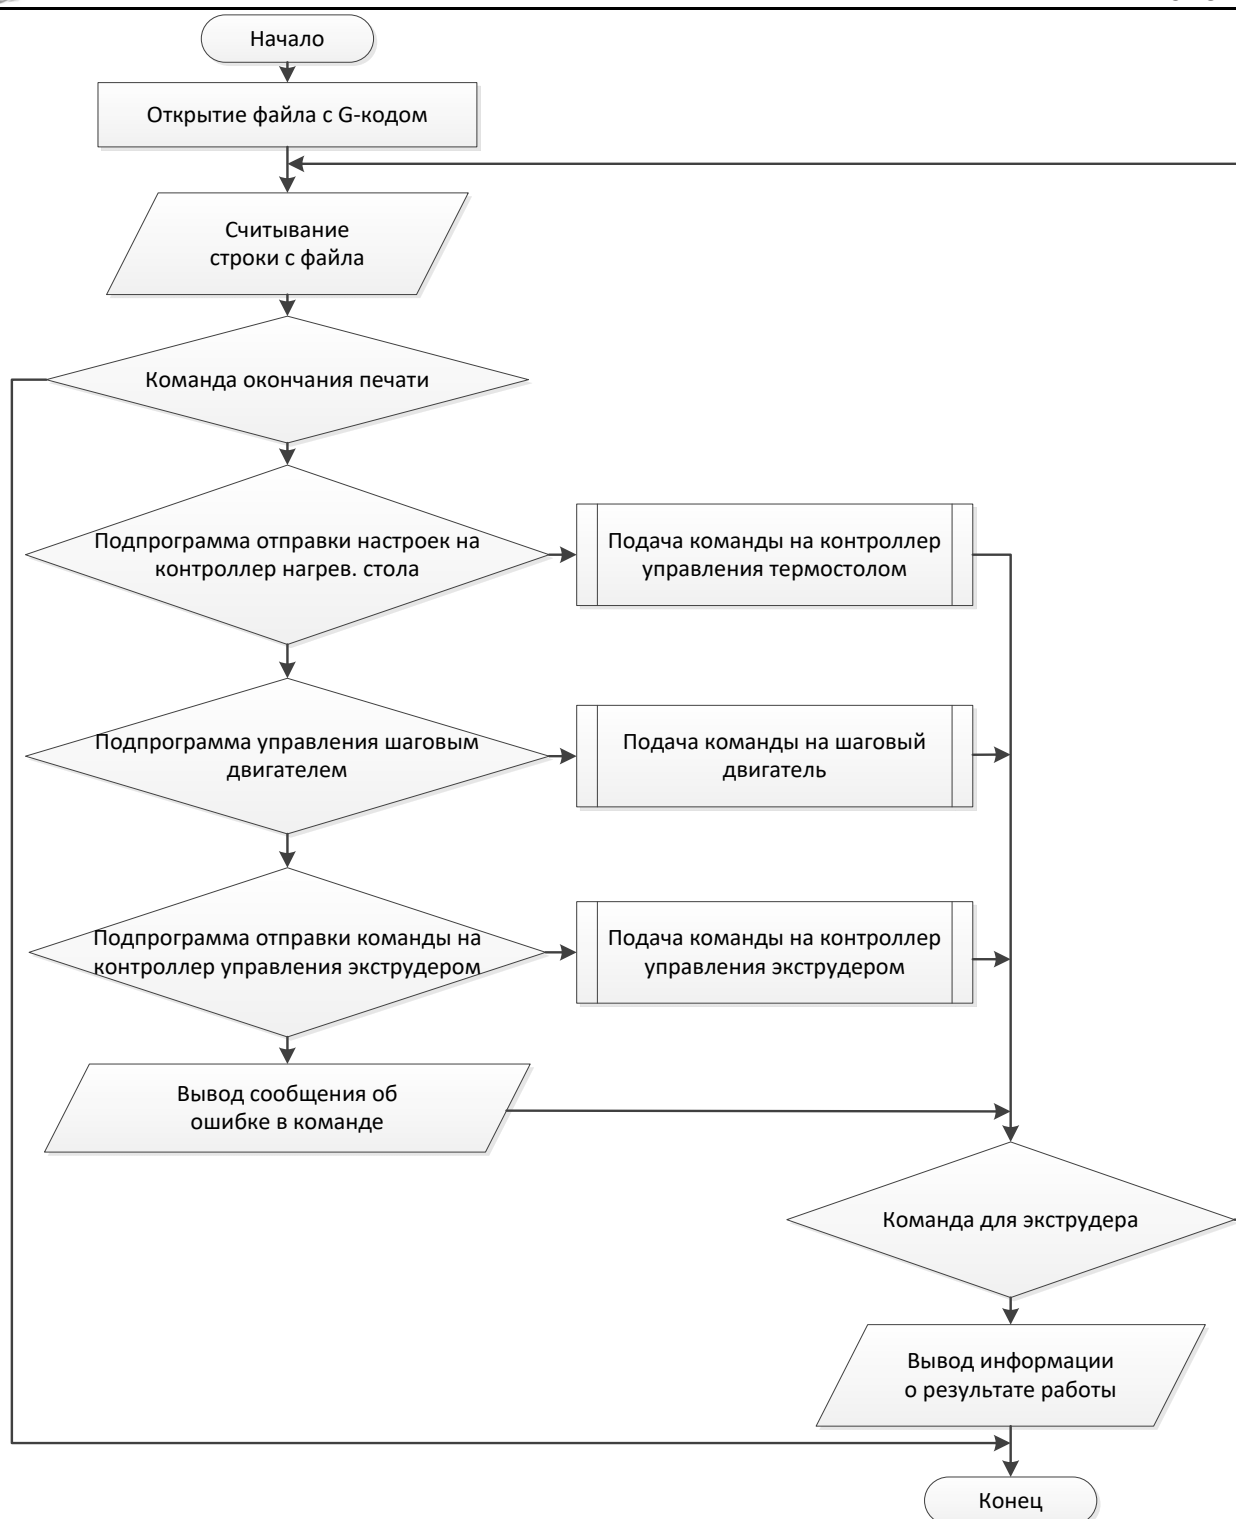 Начало
Открытие файла с G-кодом
Считывание
строки с файла
Команда окончания печати
Подпрограмма отправки настроек на
контроллер нагрев. стола
Подача команды на контроллер
управления термостолом
Подпрограмма управления шаговым
двигателем
Подача команды на шаговый
двигатель
Подпрограмма отправки команды на
контроллер управления экструдером
Подача команды на контроллер
управления экструдером
Вывод сообщения об
ошибке в команде
Команда для экструдера
Вывод информации
о результате работы
Конец